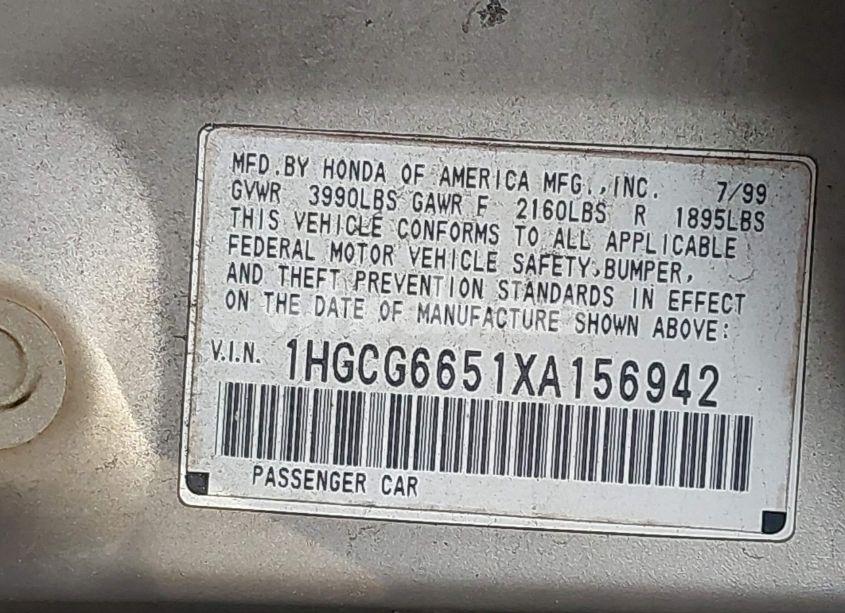 MFD. BY HONDA OF AMERICA MFG., INC. 7/99
GVWR 3990LBS GAWR F 2160LBS R 1895LBS
THIS VEHICLE CONFORMS TO ALL APPLICABLE
FEDERAL MOTOR VEHICLE SAFETY, BUMPER,
AND THEFT PREVENTION STANDARDS IN EFFECT
ON THE DATE OF MANUFACTURE SHOWN ABOVE:
V.I.N. 1HGCG6651XA156942
PASSENGER CAR